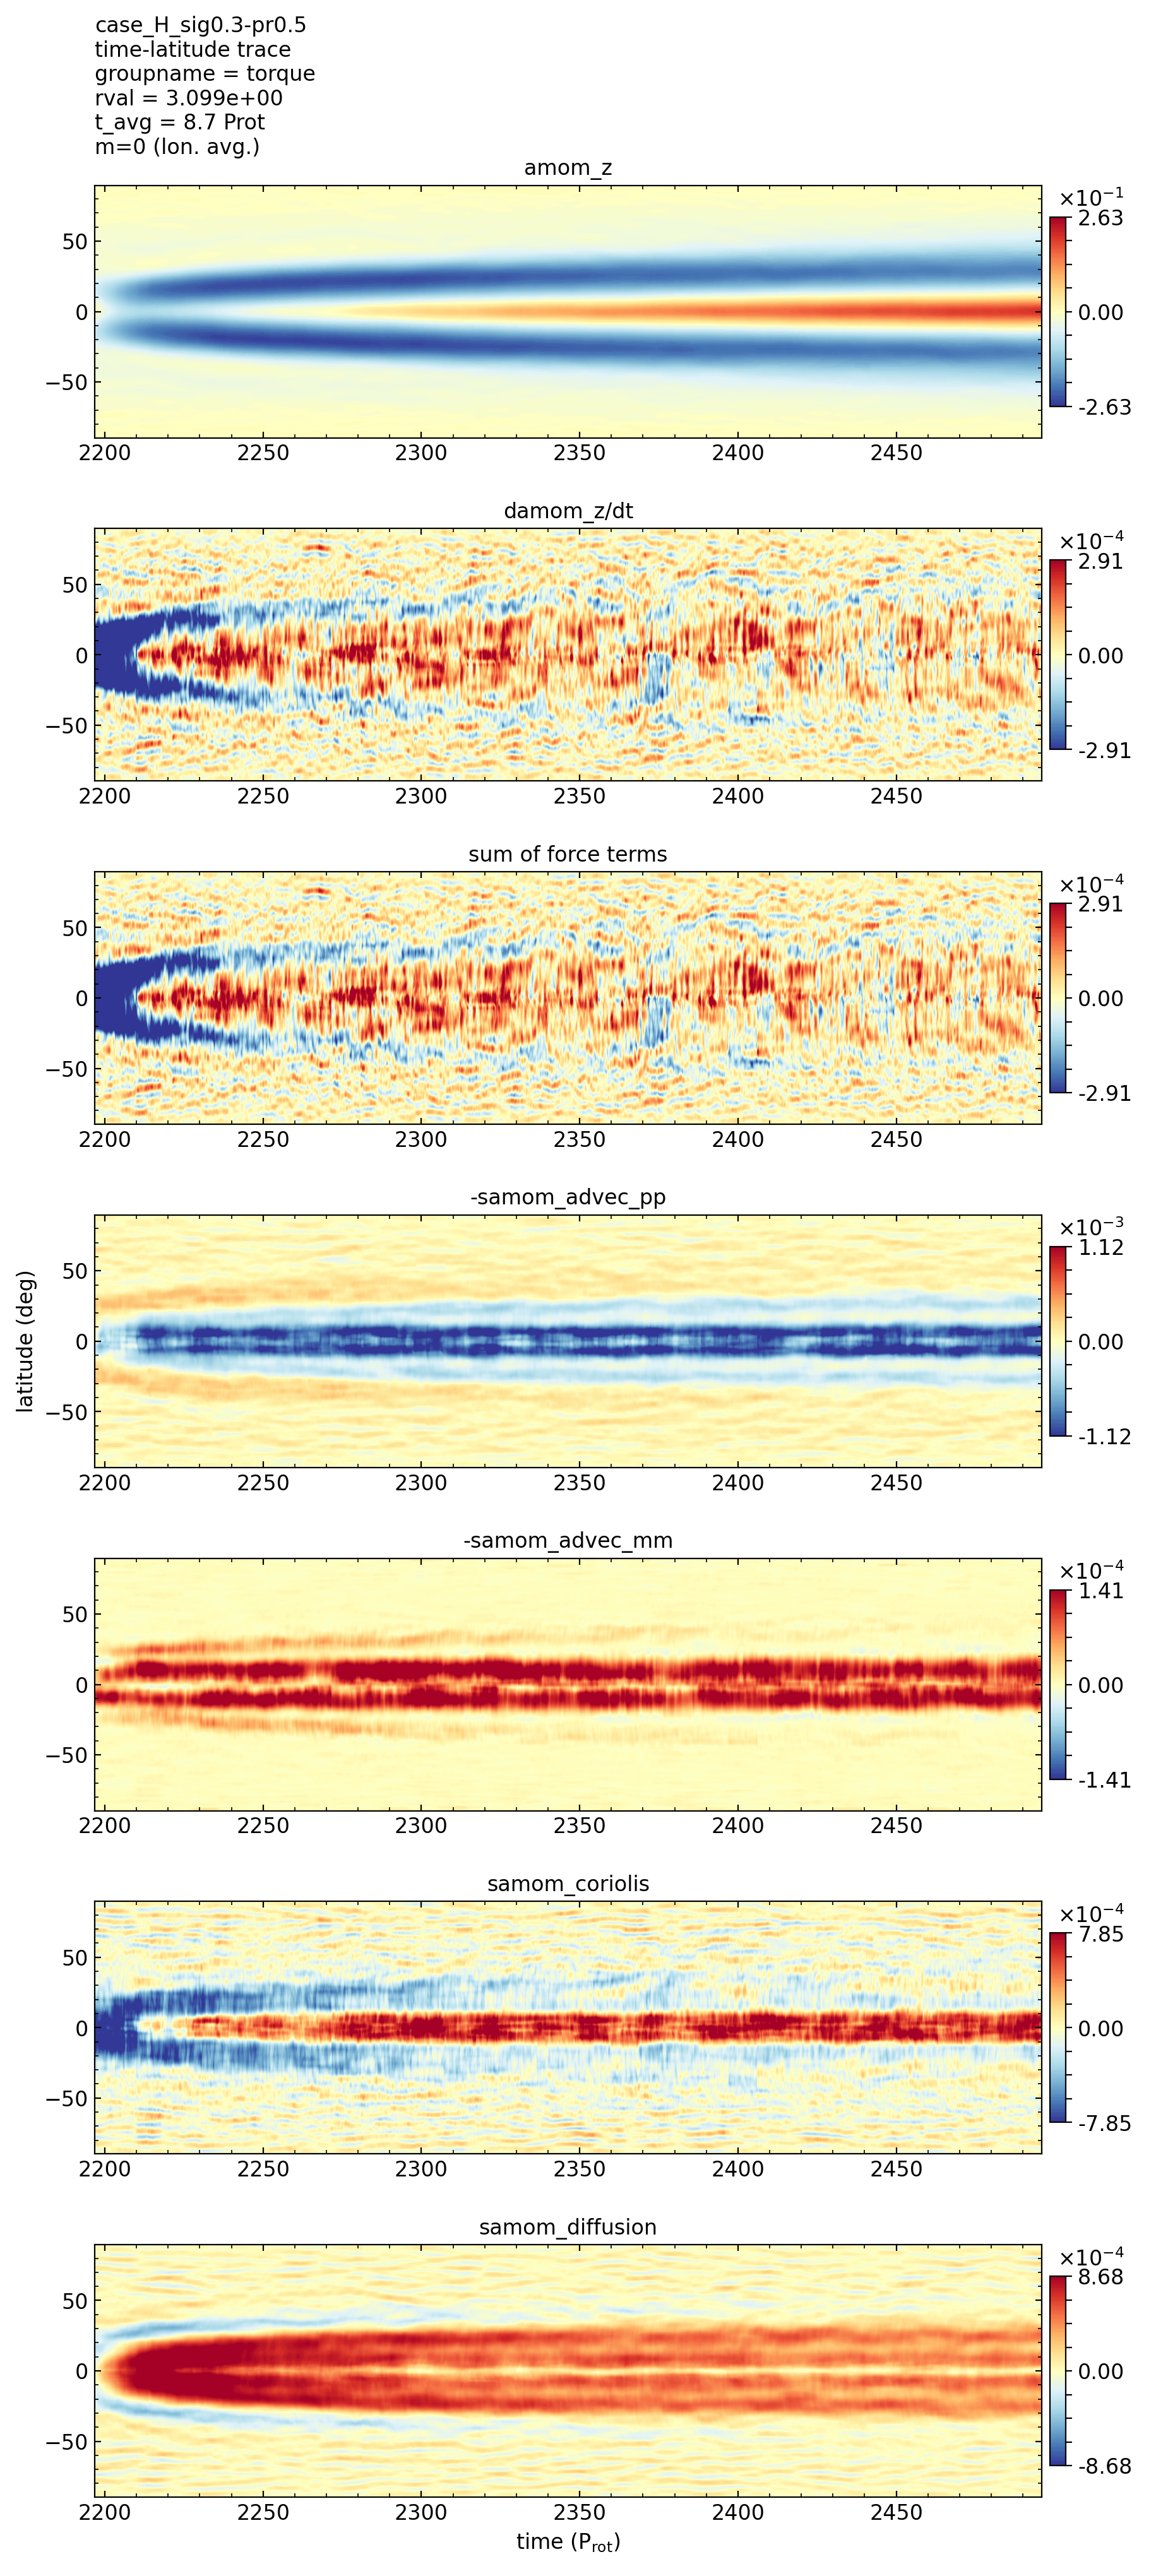 case_H_sig0.3-pr0.5
time-latitude trace
groupname = torque
rval = 3.099e+00
t_avg = 8.7 Prot
m=0 (lon. avg.)
amom_z
×10⁻¹
2.63
0.00
-2.63
50
0
−50
2200 2250 2300 2350 2400 2450
damom_z/dt
×10⁻⁴
2.91
0.00
-2.91
50
0
−50
2200 2250 2300 2350 2400 2450
sum of force terms
×10⁻⁴
2.91
0.00
-2.91
50
0
−50
2200 2250 2300 2350 2400 2450
-samom_advec_pp
×10⁻³
1.12
0.00
-1.12
50
0
−50
latitude (deg)
2200 2250 2300 2350 2400 2450
-samom_advec_mm
×10⁻⁴
1.41
0.00
-1.41
50
0
−50
2200 2250 2300 2350 2400 2450
samom_coriolis
×10⁻⁴
7.85
0.00
-7.85
50
0
−50
2200 2250 2300 2350 2400 2450
samom_diffusion
×10⁻⁴
8.68
0.00
-8.68
50
0
−50
2200 2250 2300 2350 2400 2450
time (P_rot)